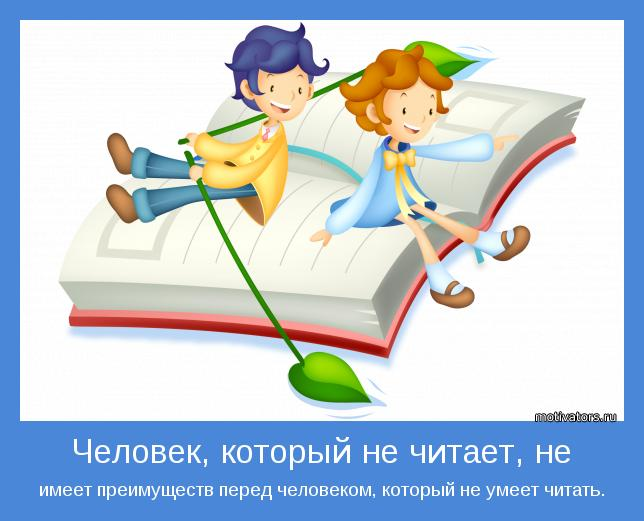 motivators.ru
Человек, который не читает, не
имеет преимуществ перед человеком, который не умеет читать.